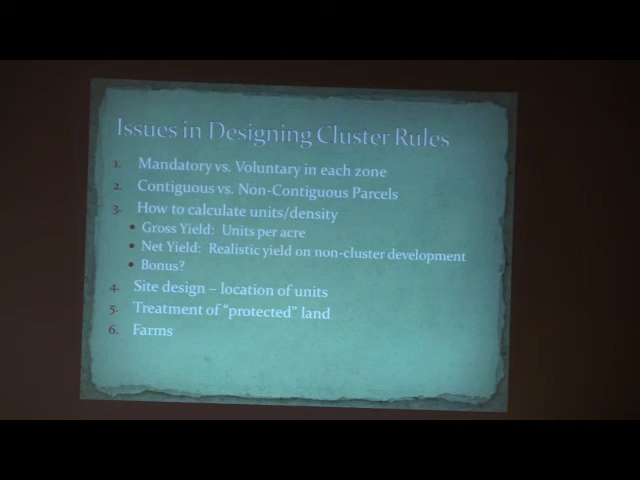 Issues in Designing Cluster Rules
1. Mandatory vs. Voluntary in each zone
2. Contiguous vs. Non-Contiguous Parcels
3. How to calculate units/density
• Gross Yield: Units per acre
• Net Yield: Realistic yield on non-cluster development
• Bonus?
4. Site design – location of units
5. Treatment of “protected” land
6. Farms